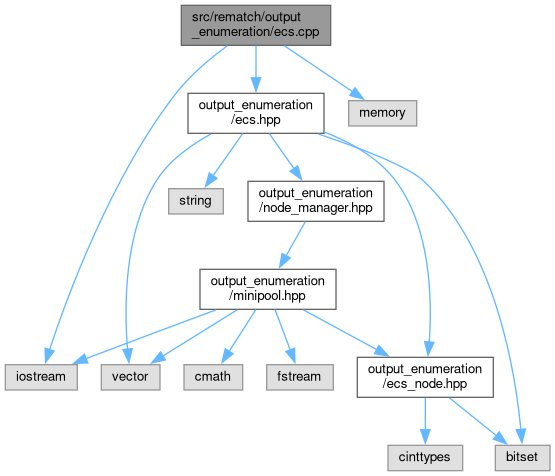 src/rematch/output
_enumeration/ecs.cpp
output_enumeration
/ecs.hpp
memory
string
output_enumeration
/node_manager.hpp
output_enumeration
/minipool.hpp
iostream
vector
cmath
fstream
output_enumeration
/ecs_node.hpp
cinttypes
bitset